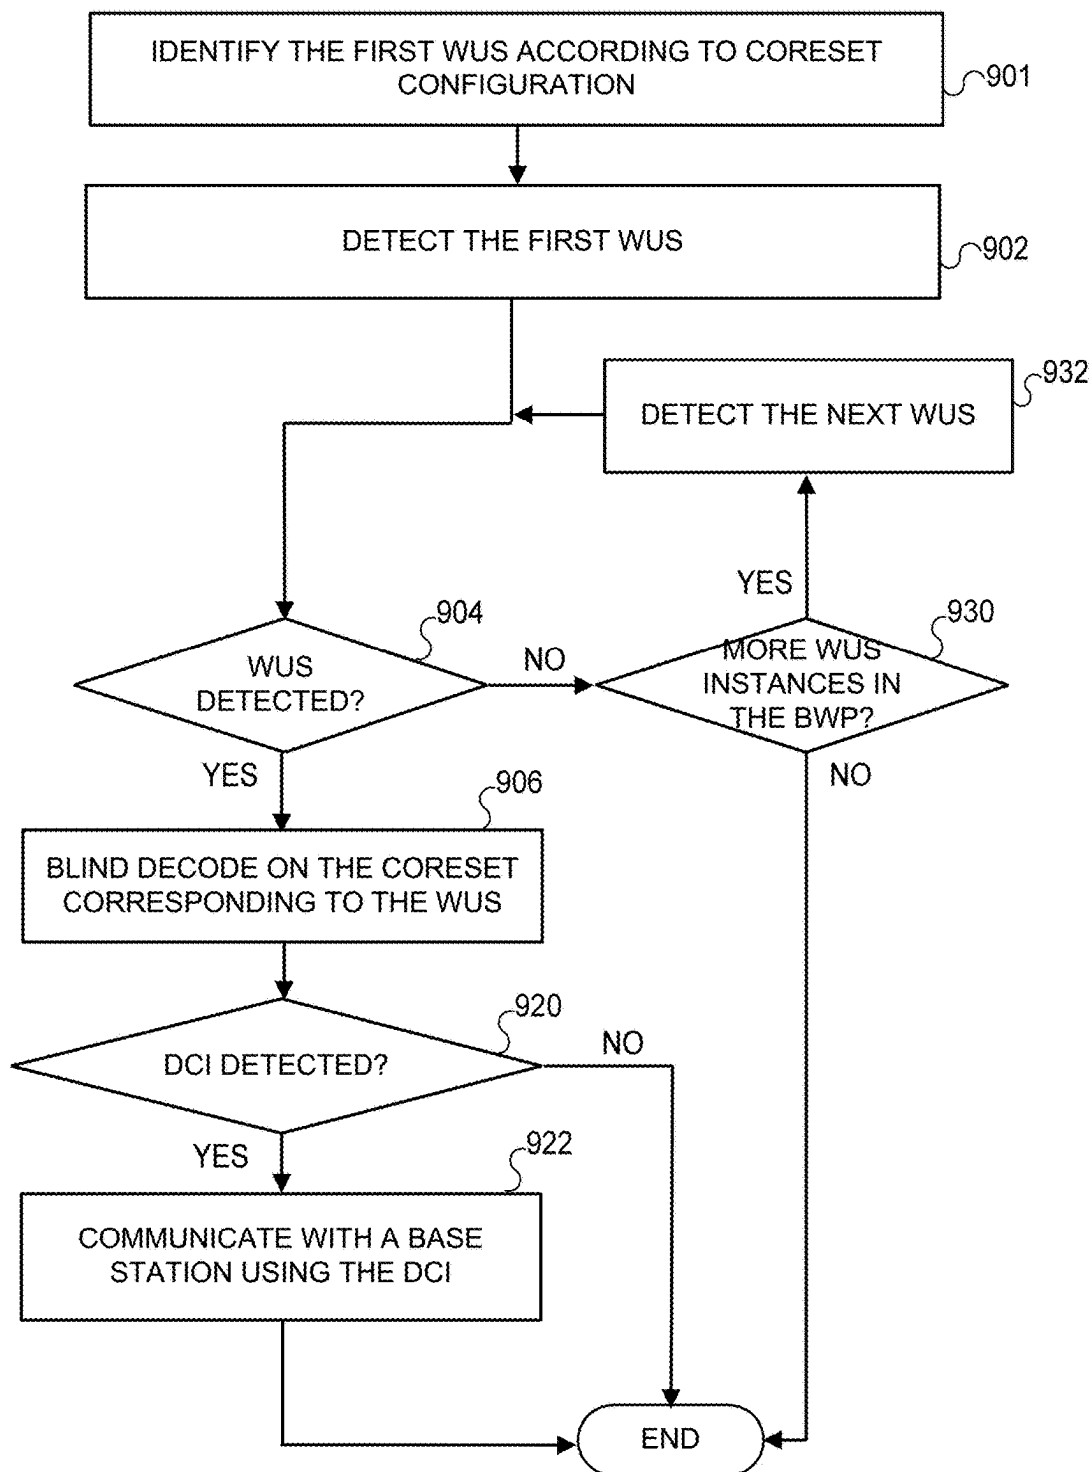 IDENTIFY THE FIRST WUS ACCORDING TO CORESET
CONFIGURATION
901
DETECT THE FIRST WUS
902
932
DETECT THE NEXT WUS
YES
904
930
WUS
DETECTED?
NO
MORE WUS
INSTANCES IN
THE BWP?
YES
NO
906
BLIND DECODE ON THE CORESET
CORRESPONDING TO THE WUS
920
DCI DETECTED?
NO
YES
922
COMMUNICATE WITH A BASE
STATION USING THE DCI
END